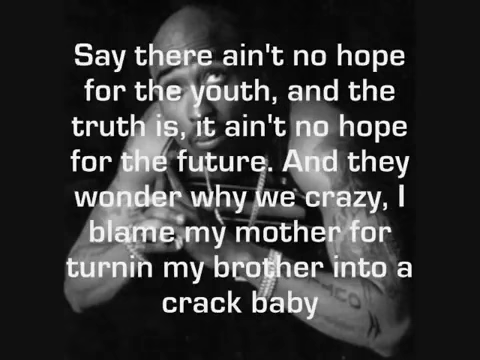 Say there ain't no hope
for the youth, and the
truth is, it ain't no hope
for the future. And they
wonder why we crazy, I
blame my mother for
turnin my brother into a
crack baby